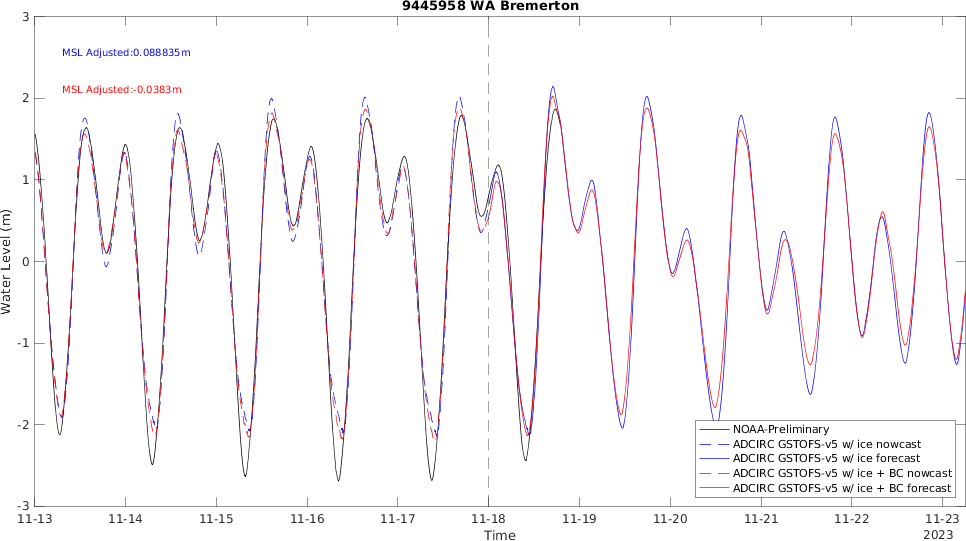 9445958 WA Bremerton
MSL Adjusted:0.088835m
MSL Adjusted:-0.0383m
Water Level (m)
3
2
1
0
-1
-2
-3
NOAA-Preliminary
ADCIRC GSTOFS-v5 w/ ice nowcast
ADCIRC GSTOFS-v5 w/ ice forecast
ADCIRC GSTOFS-v5 w/ ice + BC nowcast
ADCIRC GSTOFS-v5 w/ ice + BC forecast
11-13 11-14 11-15 11-16 11-17 11-18 11-19 11-20 11-21 11-22 11-23
Time
2023